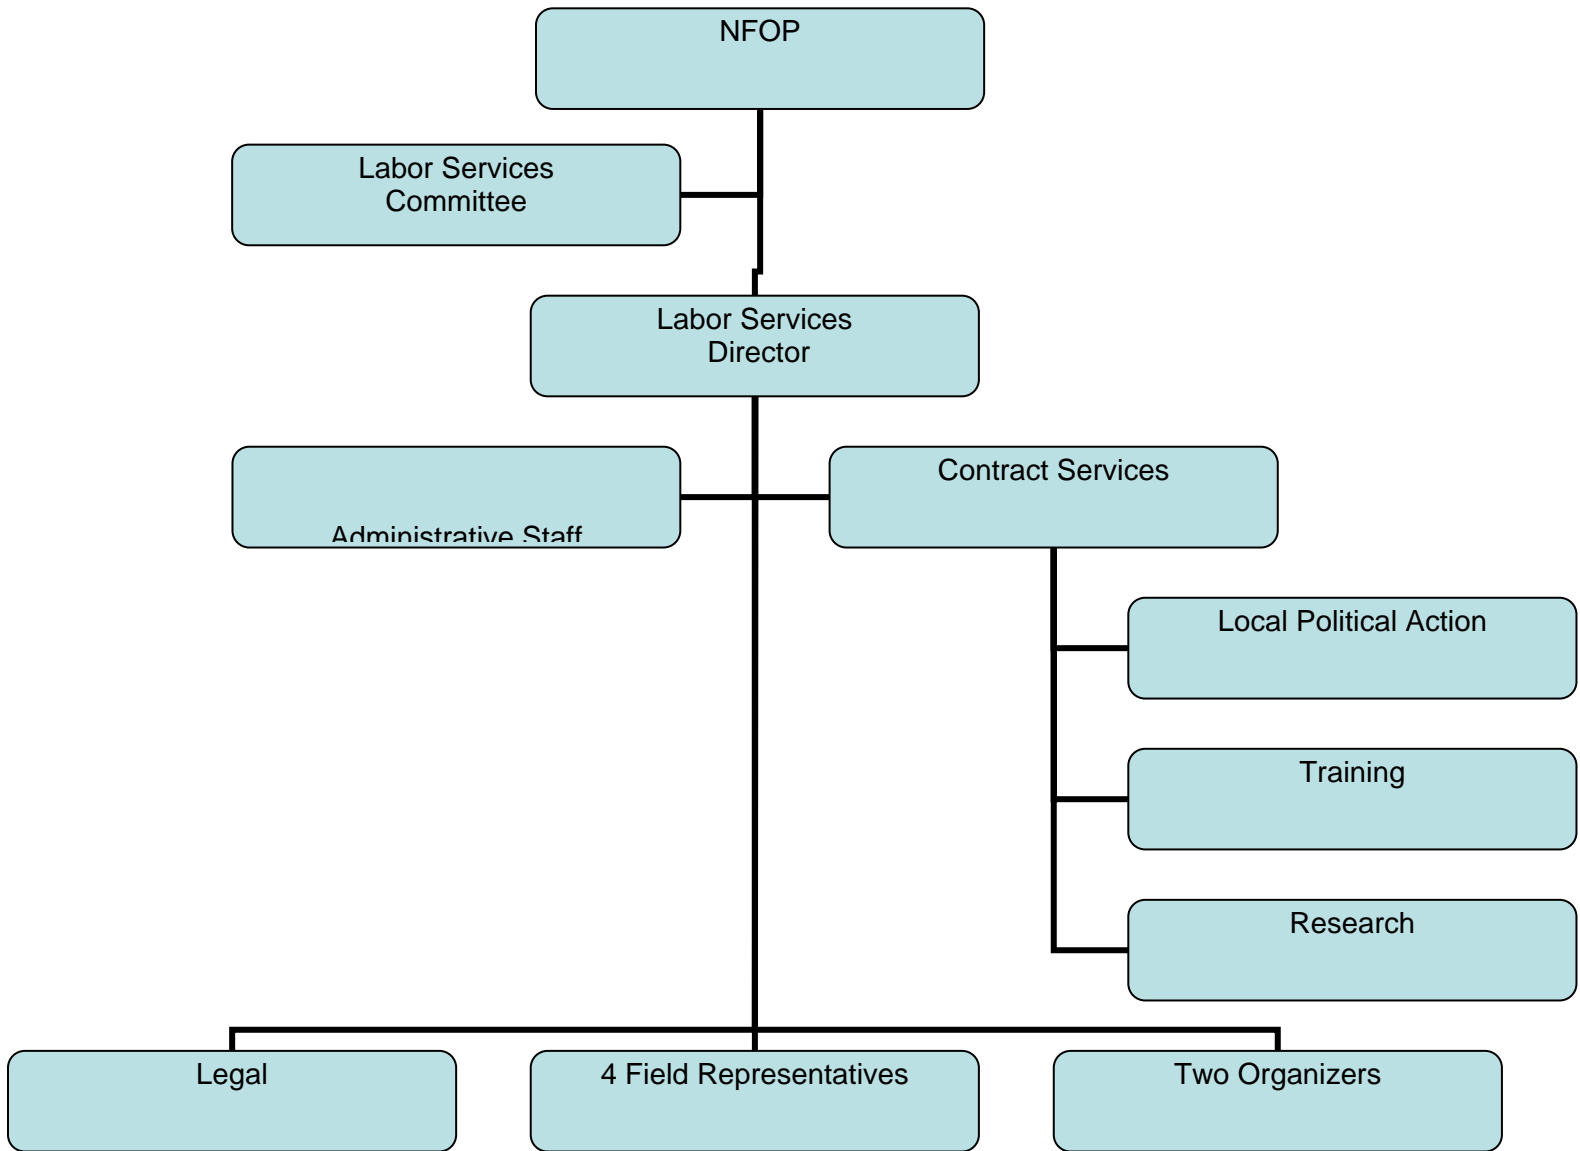 NFOP
Labor Services
Committee
Labor Services
Director
Administrative Staff
Contract Services
Local Political Action
Training
Research
Legal
4 Field Representatives
Two Organizers